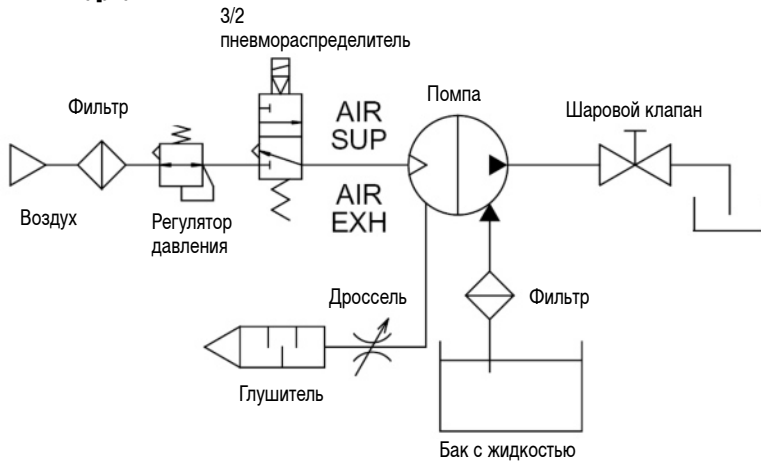 3/2
пневмораспределитель
Фильтр
AIR
SUP
Помпа
Шаровой клапан
Воздух
Регулятор
давления
AIR
EXH
Дроссель
Фильтр
Глушитель
Бак с жидкостью